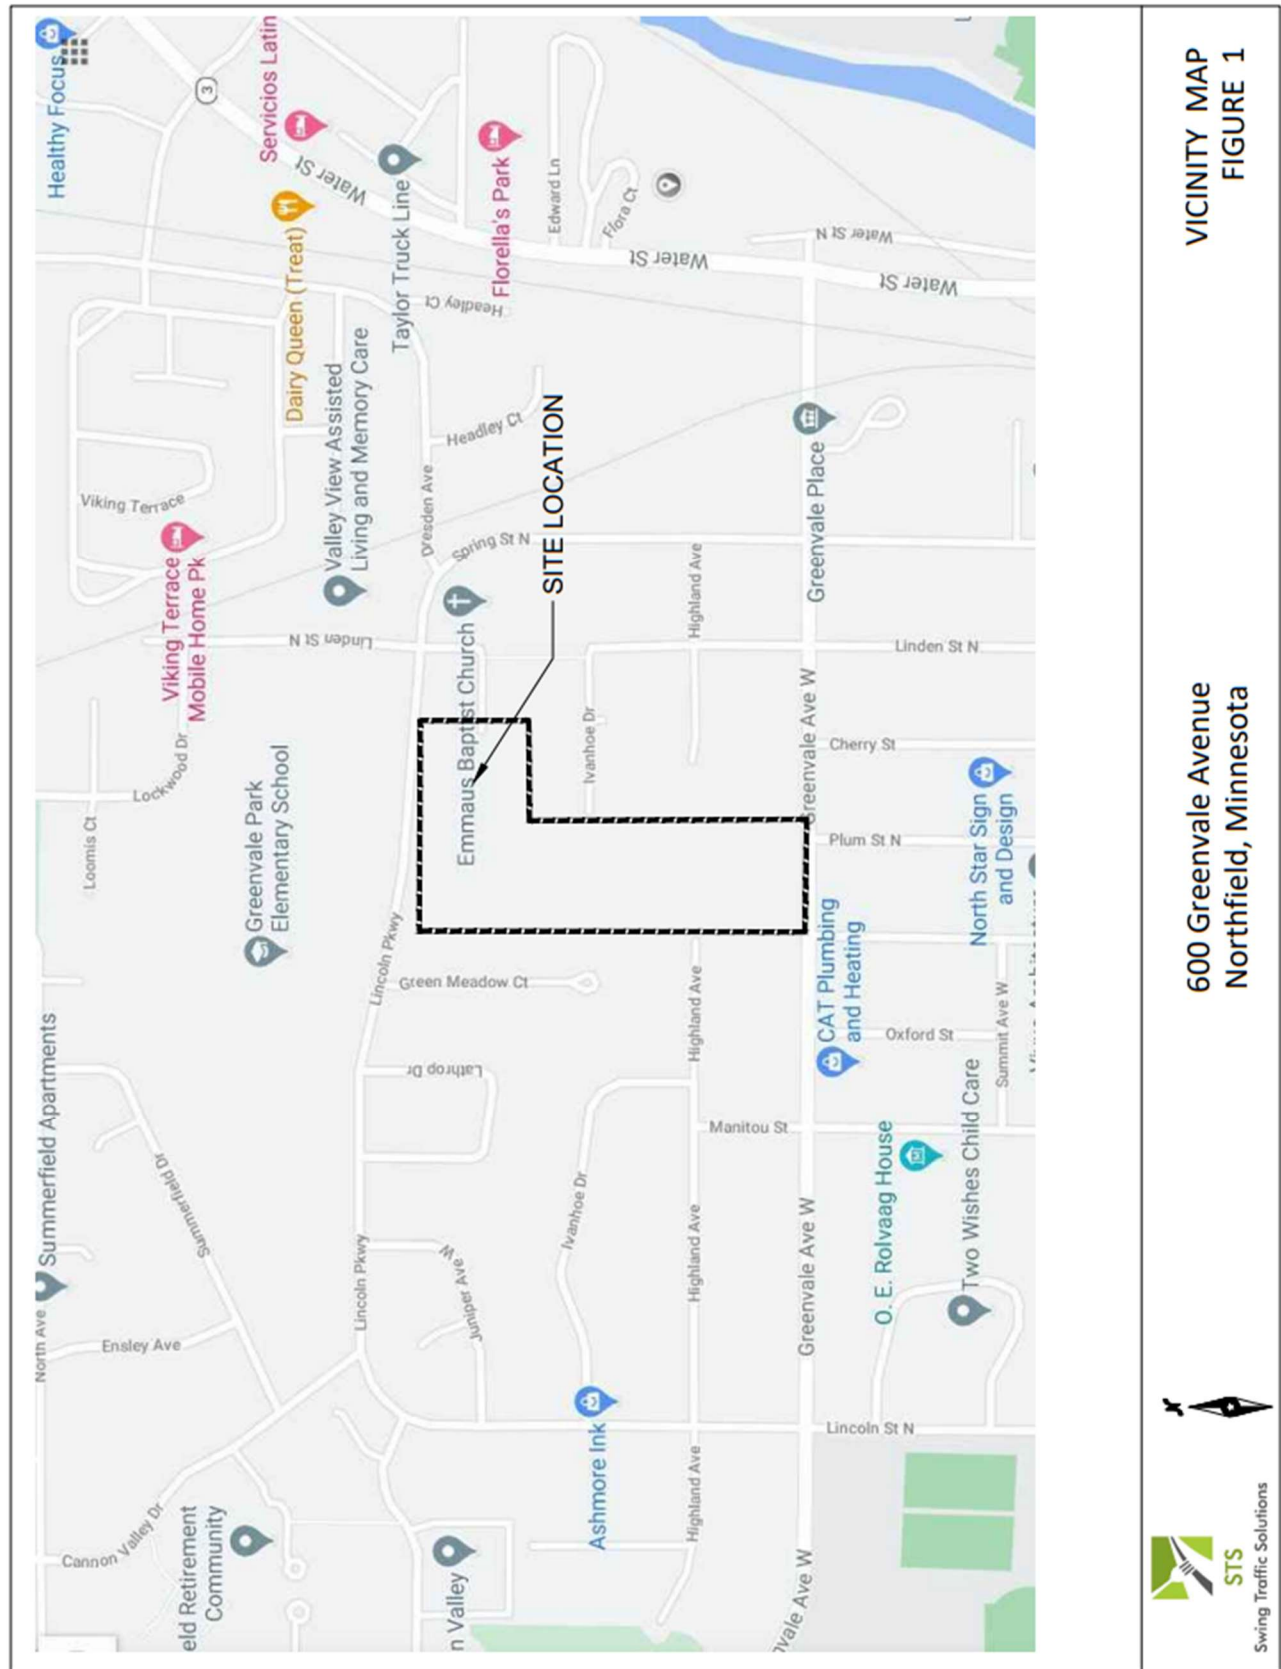 Healthy Focus
3
Servicios Latin
Water St
Dairy Queen (Treat)
Taylor Truck Line
Florella's Park
Edward Ln
Flora Ct
Water St
Water St N
Water St
Headley Ct
Headley Ct
Valley View Assisted
Living and Memory Care
Viking Terrace
Viking Terrace
Mobile Home Pk
Dresden Ave
Spring St N
SITE LOCATION
Greenvale Place
Highland Ave
Linden St N
Linden St N
Emmaus Baptist Church
Ivanhoe Dr
Greenvale Ave W
Cherry St
Plum St N
North Star Sign
and Design
Lockwood Dr
Loomis Ct
Greenvale Park
Elementary School
Lincoln Pkwy
Green Meadow Ct
Highland Ave
CAT Plumbing
and Heating
Oxford St
Summit Ave W
Summerfield Apartments
Summerfield Dr
Lathrop Dr
Manitou St
Two Wishes Child Care
O. E. Rolvaag House
Ivanhoe Dr
Highland Ave
Greenvale Ave W
Lincoln Pkwy
Juniper Ave W
North Ave
Ensley Ave
Ashmore Ink
Lincoln St N
Highland Ave
Cannon Valley Dr
eld Retirement
Community
n Valley
vale Ave W
VICINITY MAP
FIGURE 1
600 Greenvale Avenue
Northfield, Minnesota
N
STS
Swing Traffic Solutions